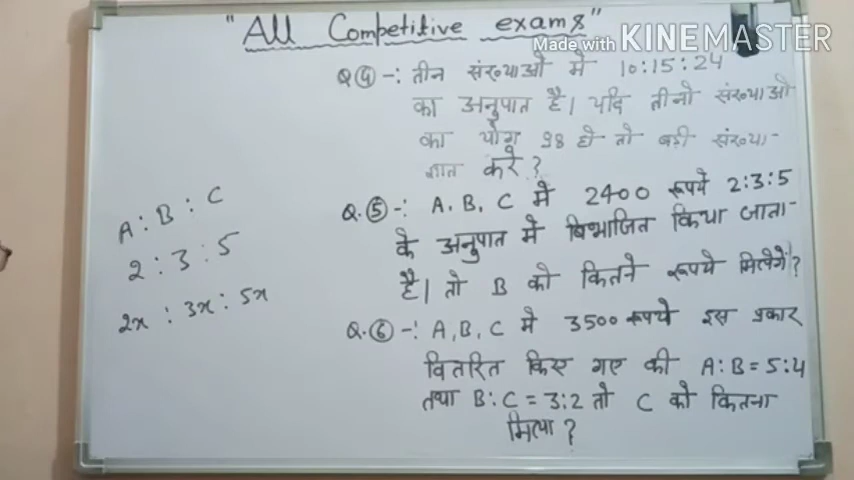 "All Competitive exams"
Made with KINEMASTER
Q④-: तीन संख्याओ मे 10:15:24
का अनुपात है। यदि तीनो संख्याओ
का योग 98 हो तो बड़ी संख्या-
ज्ञात करे?
Q.⑤-: A, B, C में 2400 रूपये 2:3:5
के अनुपात में विभाजित किया जाता-
है। तो B को कितने रूपये मिलेगें?
Q.⑥-: A, B, C मे 3500 रूपये इस प्रकार
वितरित किए गए की A:B=5:4
तथा B:C=3:2 तो C को कितना
मिला?
A:B:C
2:3:5
2x:3x:5x